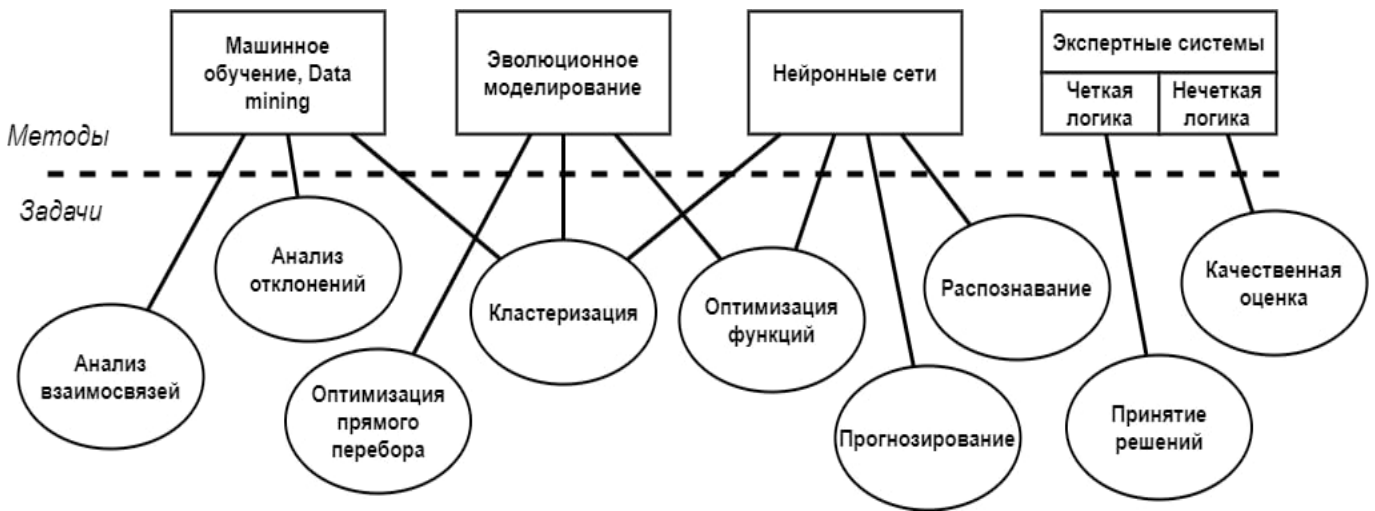 Машинное
обучение, Data
mining
Эволюционное
моделирование
Нейронные сети
Экспертные системы
Четкая
логика
Нечеткая
логика
Методы
Задачи
Анализ
отклонений
Кластеризация
Оптимизация
функций
Распознавание
Качественная
оценка
Анализ
взаимосвязей
Оптимизация
прямого
перебора
Прогнозирование
Принятие
решений